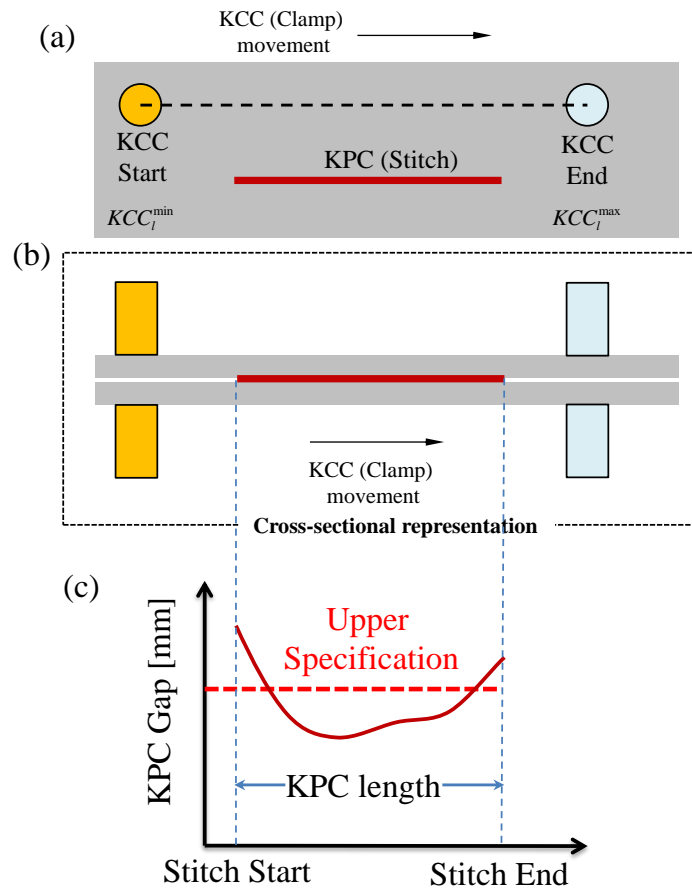 (a)
KCC (Clamp)
movement
KCC
Start
KPC (Stitch)
KCC
End
KCC_l^min
KCC_l^max
(b)
KCC (Clamp)
movement
Cross-sectional representation
(c)
KPC Gap [mm]
Upper
Specification
KPC length
Stitch Start
Stitch End